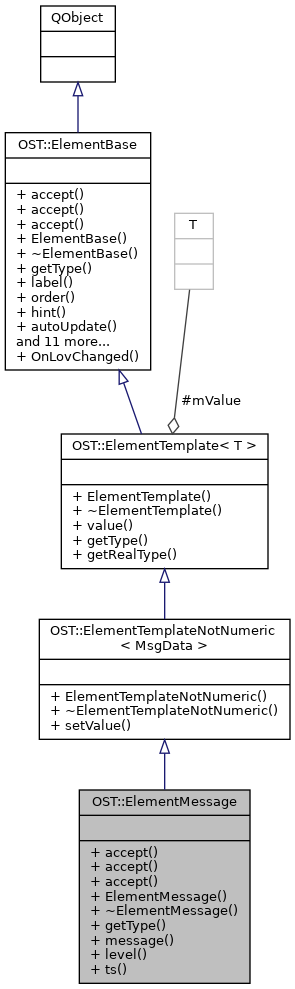 QObject
OST::ElementBase
+ accept()
+ accept()
+ accept()
+ ElementBase()
+ ~ElementBase()
+ getType()
+ label()
+ order()
+ hint()
+ autoUpdate()
and 11 more...
+ OnLovChanged()
T
#mValue
OST::ElementTemplate< T >
+ ElementTemplate()
+ ~ElementTemplate()
+ value()
+ getType()
+ getRealType()
OST::ElementTemplateNotNumeric
< MsgData >
+ ElementTemplateNotNumeric()
+ ~ElementTemplateNotNumeric()
+ setValue()
OST::ElementMessage
+ accept()
+ accept()
+ accept()
+ ElementMessage()
+ ~ElementMessage()
+ getType()
+ message()
+ level()
+ ts()